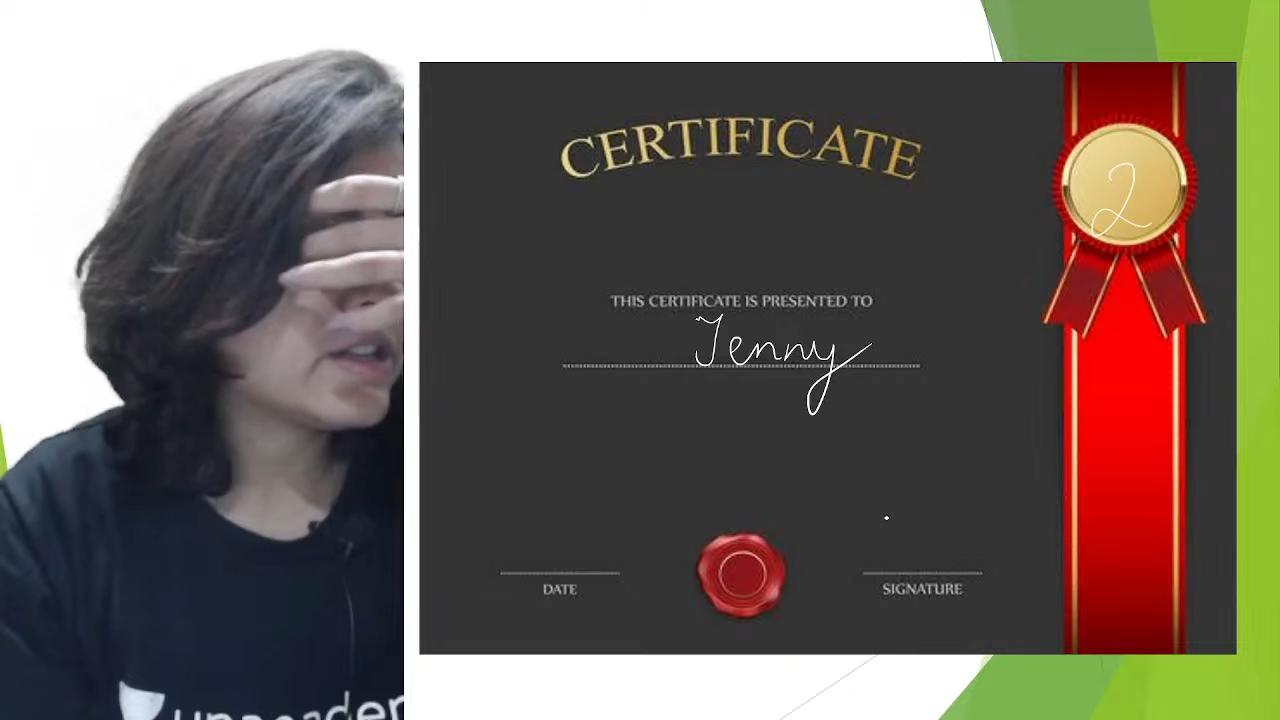 CERTIFICATE
2
THIS CERTIFICATE IS PRESENTED TO
Jenny
DATE
SIGNATURE